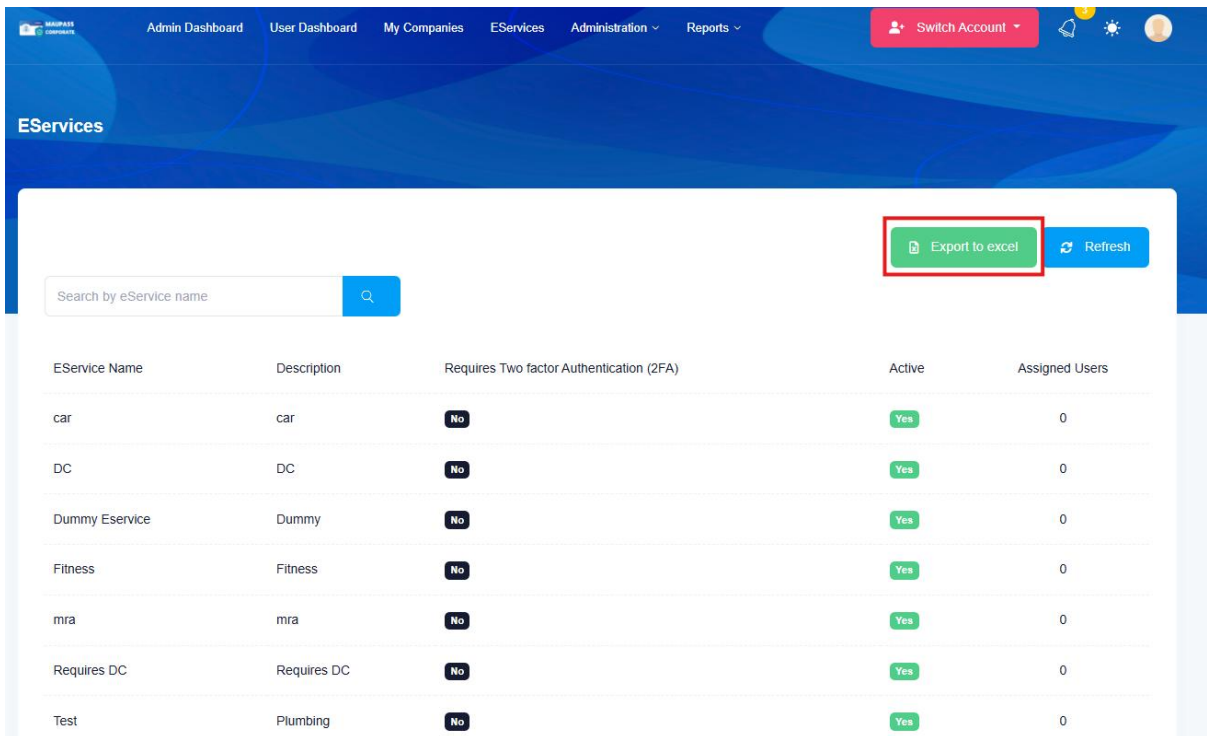 MAUPASS CORPORATE Admin Dashboard User Dashboard My Companies EServices Administration Reports Switch Account 3
EServices
Export to excel Refresh
Search by eService name
EService Name Description Requires Two factor Authentication (2FA) Active Assigned Users
car car No Yes 0
DC DC No Yes 0
Dummy Eservice Dummy No Yes 0
Fitness Fitness No Yes 0
mra mra No Yes 0
Requires DC Requires DC No Yes 0
Test Plumbing No Yes 0